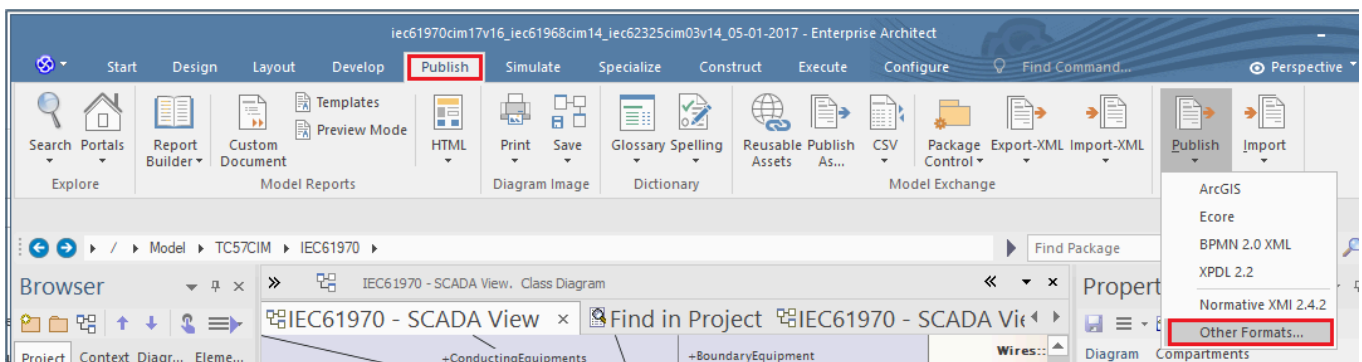 iec61970cim17v16_iec61968cim14_iec62325cim03v14_05-01-2017 - Enterprise Architect
Start Design Layout Develop Publish Simulate Specialize Construct Execute Configure Find Command... Perspective
Templates
Preview Mode
Search Portals Report Builder Custom Document HTML Print Save Glossary Spelling Reusable Assets Publish As... CSV Package Control Export-XML Import-XML Publish Import
Explore Model Reports Diagram Image Dictionary Model Exchange
ArcGIS
Ecore
BPMN 2.0 XML
XPDL 2.2
Normative XMI 2.4.2
Other Formats...
/ Model TC57CIM IEC61970 Find Package
Browser IEC61970 - SCADA View. Class Diagram Propert
IEC61970 - SCADA View × Find in Project IEC61970 - SCADA Vie
Project Context Diagr... Eleme... +ConductingEquipments +BoundaryEquipment Wires:: Diagram Compartments